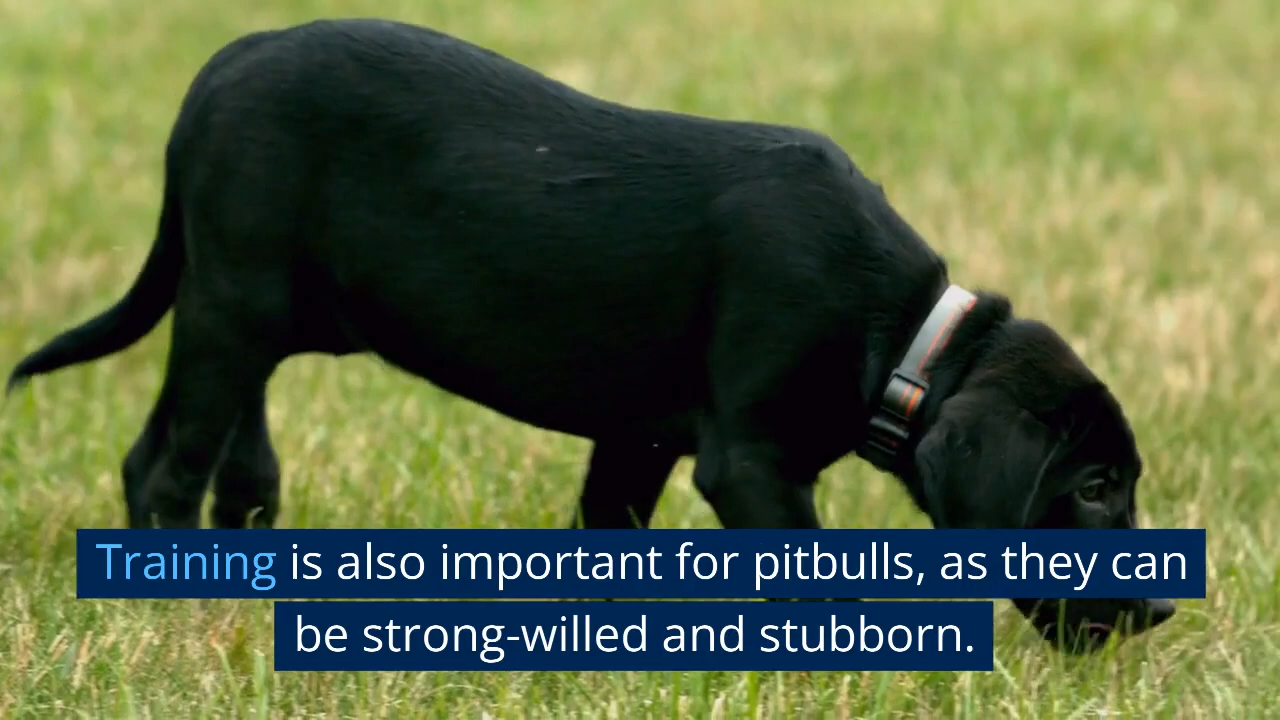 Training is also important for pitbulls, as they can
be strong-willed and stubborn.